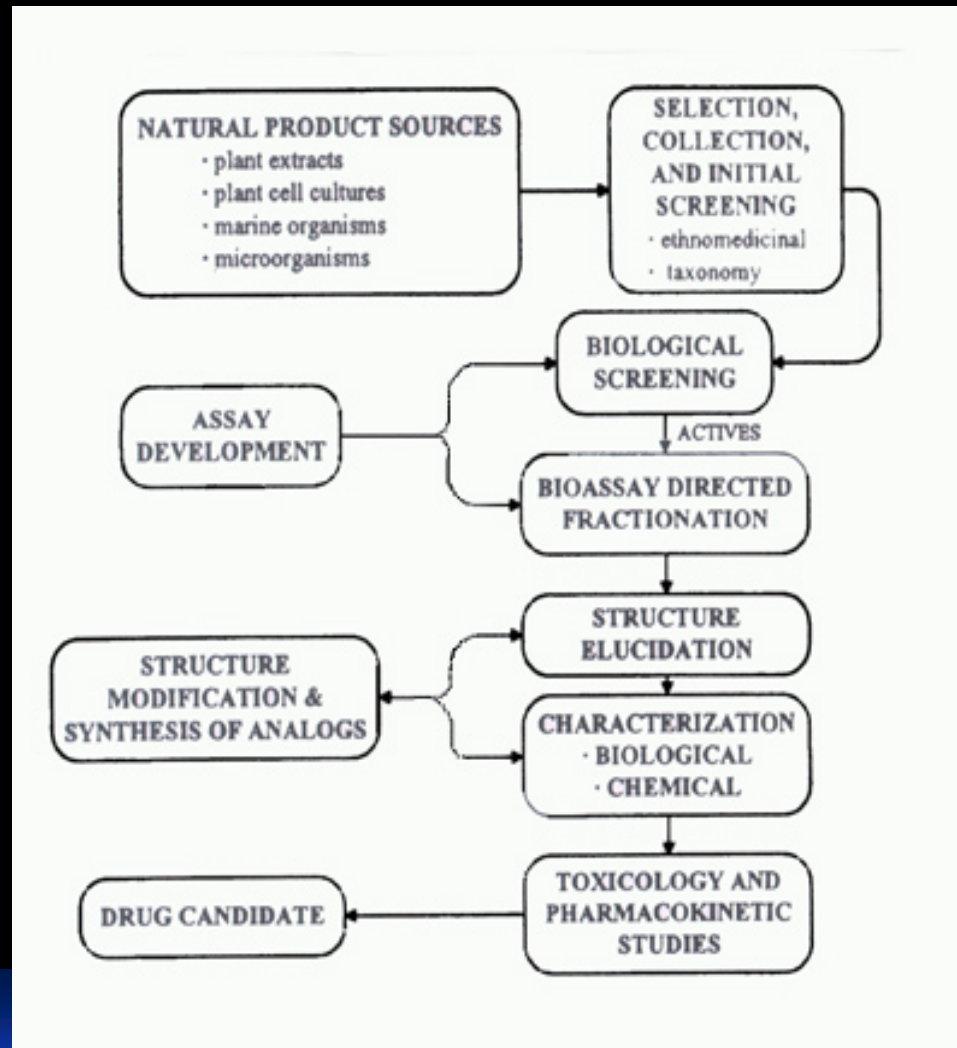 NATURAL PRODUCT SOURCES
· plant extracts
· plant cell cultures
· marine organisms
· microorganisms
SELECTION,
COLLECTION,
AND INITIAL
SCREENING
· ethnomedicinal
· taxonomy
BIOLOGICAL
SCREENING
ASSAY
DEVELOPMENT
ACTIVES
BIOASSAY DIRECTED
FRACTIONATION
STRUCTURE
ELUCIDATION
STRUCTURE
MODIFICATION &
SYNTHESIS OF ANALOGS
CHARACTERIZATION
· BIOLOGICAL
· CHEMICAL
TOXICOLOGY AND
PHARMACOKINETIC
STUDIES
DRUG CANDIDATE